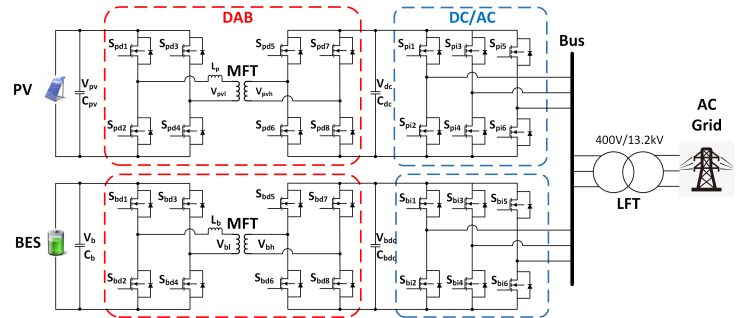 DAB
DC/AC
Bus
Spd1 Spd3 Spd5 Spd7 Spi1 Spi3 Spi5
Lp
MFT
PV
Vpv
Cpv
Vpvl Vpvh
Vdc
Cdc
AC
Grid
Spd2 Spd4 Spd6 Spd8 Spi2 Spi4 Spi6
400V/13.2kV
LFT
Sbd1 Sbd3 Sbd5 Sbd7 Sbi1 Sbi3 Sbi5
Lb
MFT
BES
Vb
Cb
Vbl Vbh
Vbdc
Cbdc
Sbd2 Sbd4 Sbd6 Sbd8 Sbi2 Sbi4 Sbi6